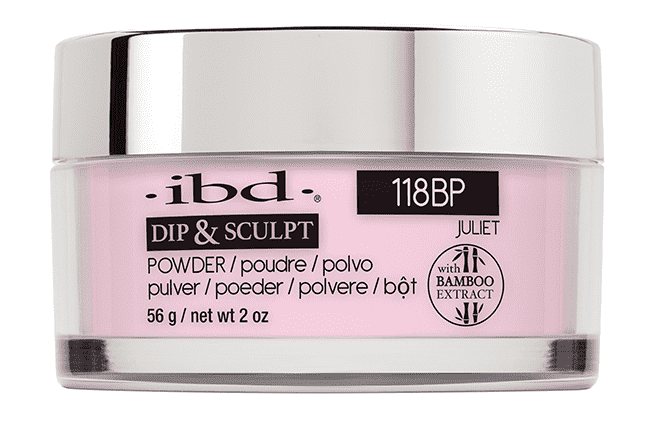 ·ibd·®
DIP & SCULPT
POWDER / poudre / polvo
pulver / poeder / polvere / bột
56 g / net wt 2 oz
118BP
JULIET
with
BAMBOO
EXTRACT